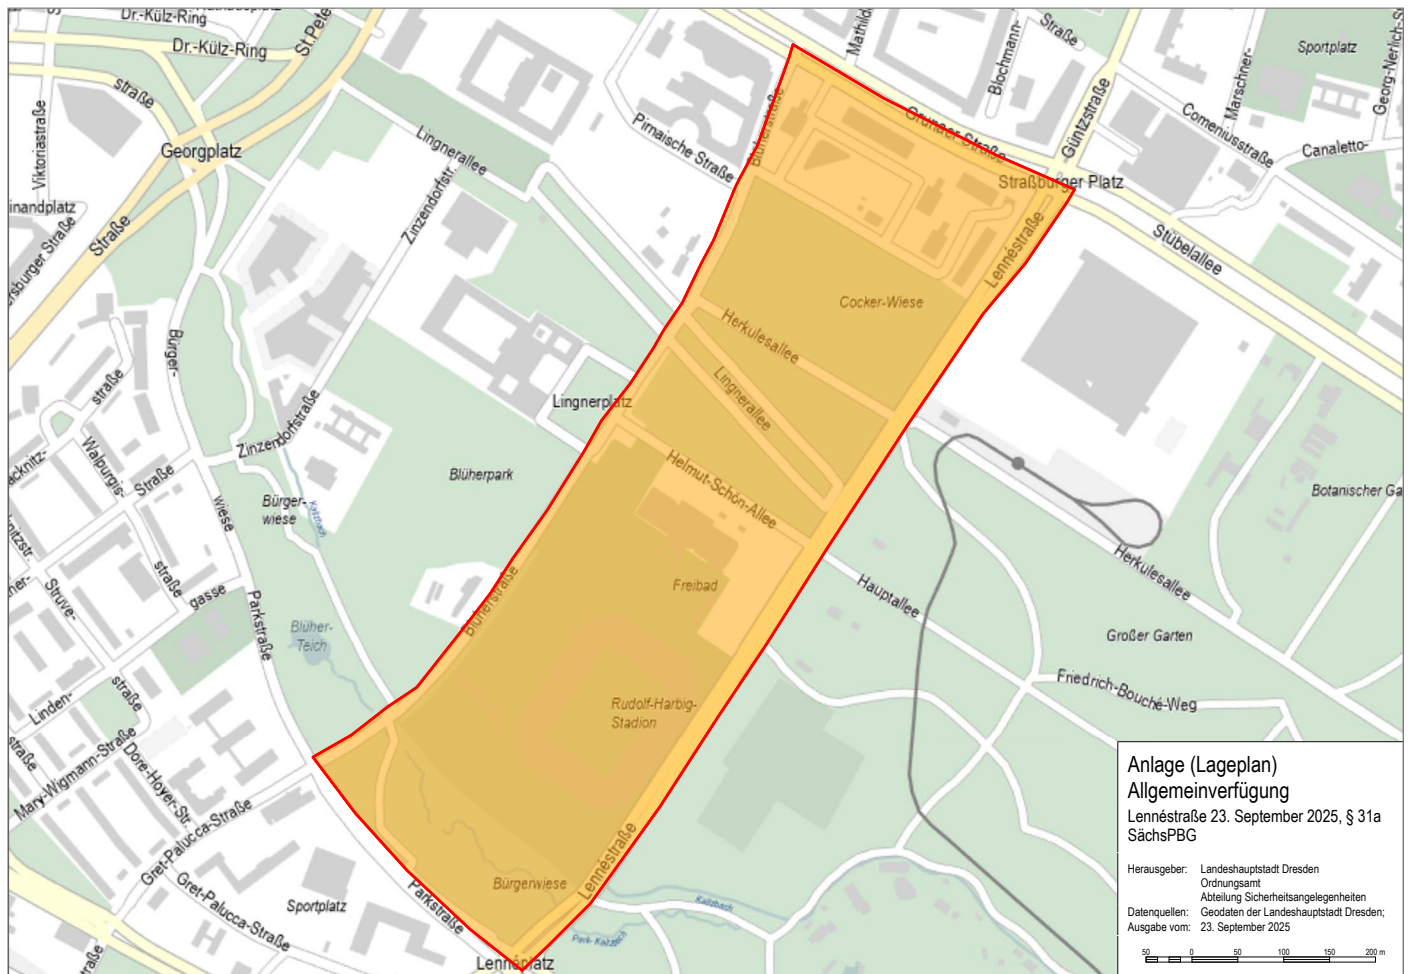 Dr.-Külz-Ring
Dr.-Külz-Ring
straße
Viktoriastraße
Georgplatz
Straße
Lingnerallee
Zinzendorfstr.
Pirnaische Straße
Blüherstraße
Grunaer Straße
Blochmann-
Straße
Güntzstraße
Marschner-
Sportplatz
Comeniusstraße
Canaletto-
Straßburger Platz
Stübelallee
Lennéstraße
Cocker-Wiese
Herkulesallee
Lingnerallee
Lingnerplatz
Helmut-Schön-Allee
Bürger-
wiese
Zinzendorfstraße
straße
Walpurgis-
Straße
Bürger-
wiese
Kaitzbach
Blüherpark
Botanischer Ga
Herkulesallee
Hauptallee
Großer Garten
Friedrich-Bouché-Weg
Freibad
Rudolf-Harbig-
Stadion
Blüherstraße
Blüher-
Teich
Parkstraße
straße
gasse
Struve-
Linden-
straße
Mary-Wigmann-Straße
Dore-Hoyer-Str.
Gret-Palucca-Straße
Gret-Palucca-Straße
Sportplatz
Parkstraße
Bürgerwiese
Lennéstraße
Kaitzbach
Lennéplatz
Anlage (Lageplan)
Allgemeinverfügung
Lennéstraße 23. September 2025, § 31a
SächsPBG
Herausgeber: Landeshauptstadt Dresden
Ordnungsamt
Abteilung Sicherheitsangelegenheiten
Datenquellen: Geodaten der Landeshauptstadt Dresden;
Ausgabe vom: 23. September 2025
50 0 50 100 150 200 m